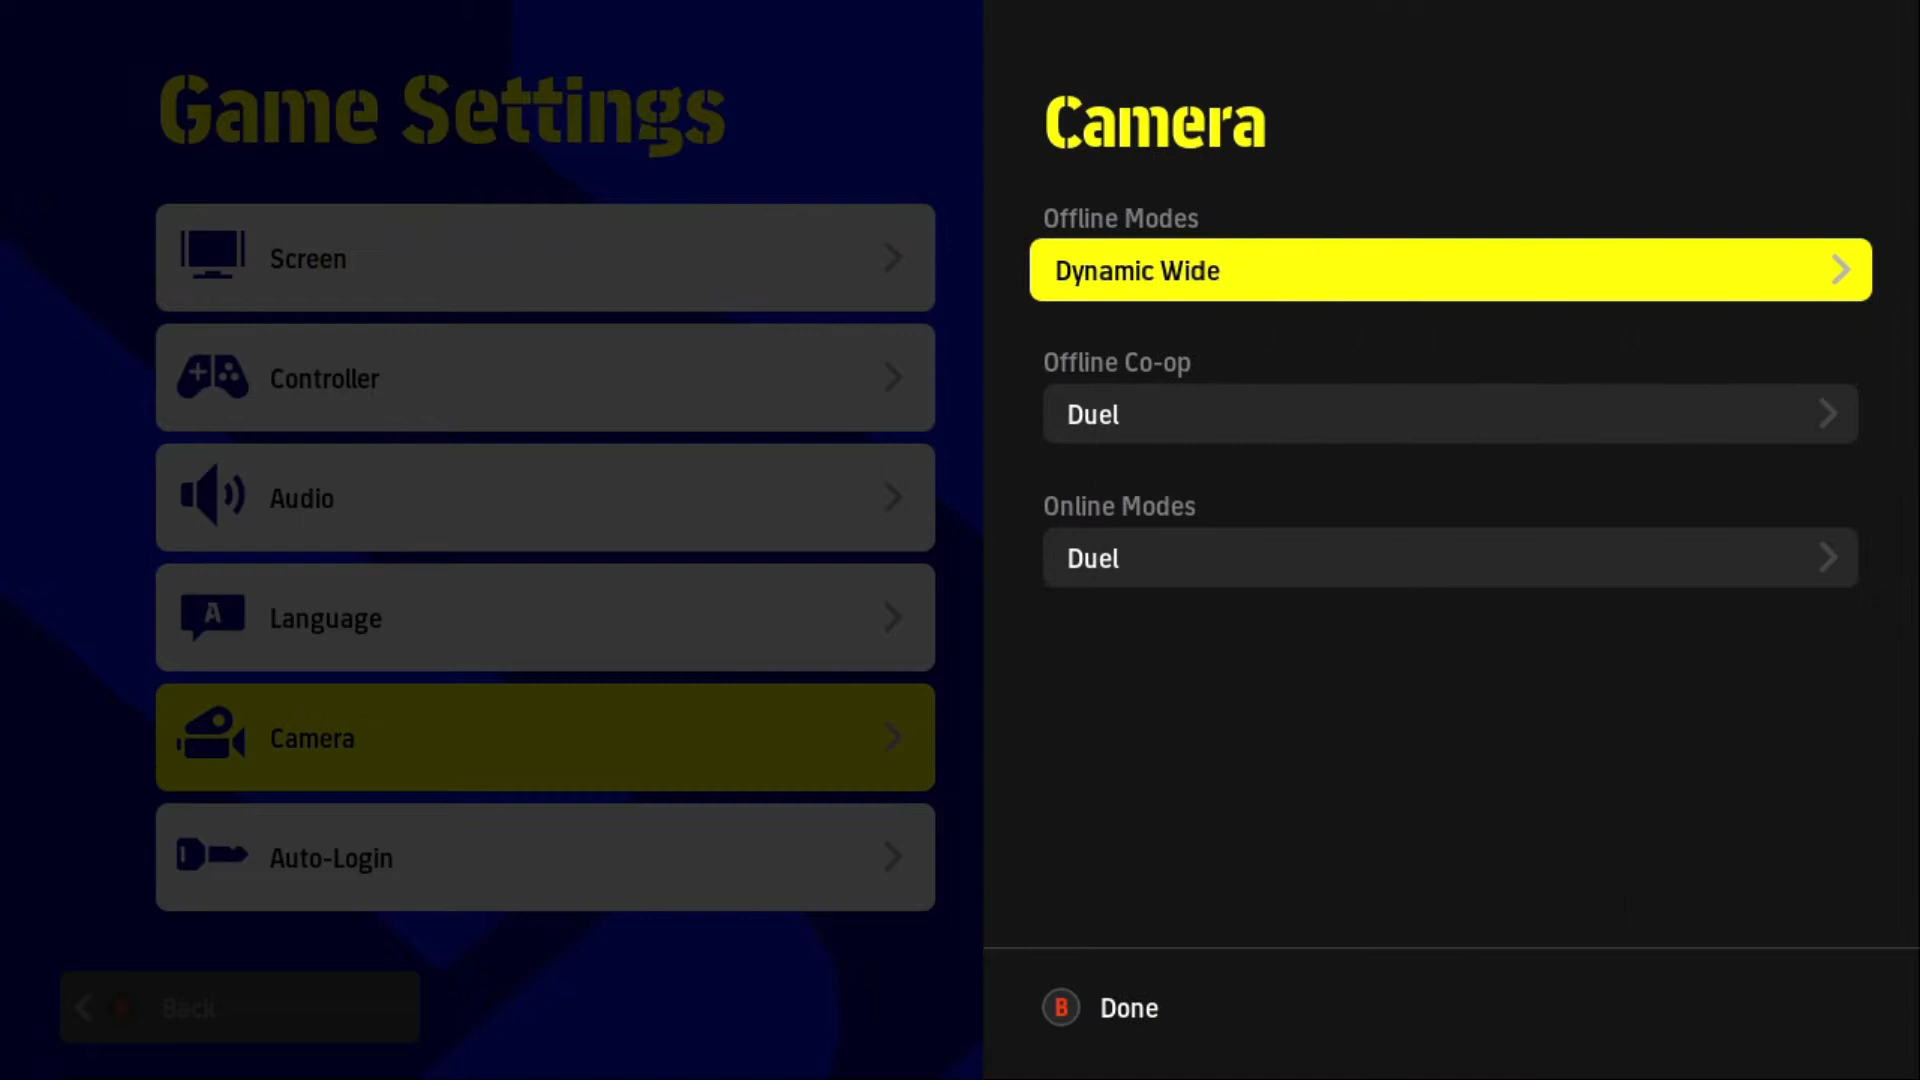 Game Settings
Screen
Controller
Audio
A
Language
Camera
Auto-Login
Back
Camera
Offline Modes
Dynamic Wide
Offline Co-op
Duel
Online Modes
Duel
B Done